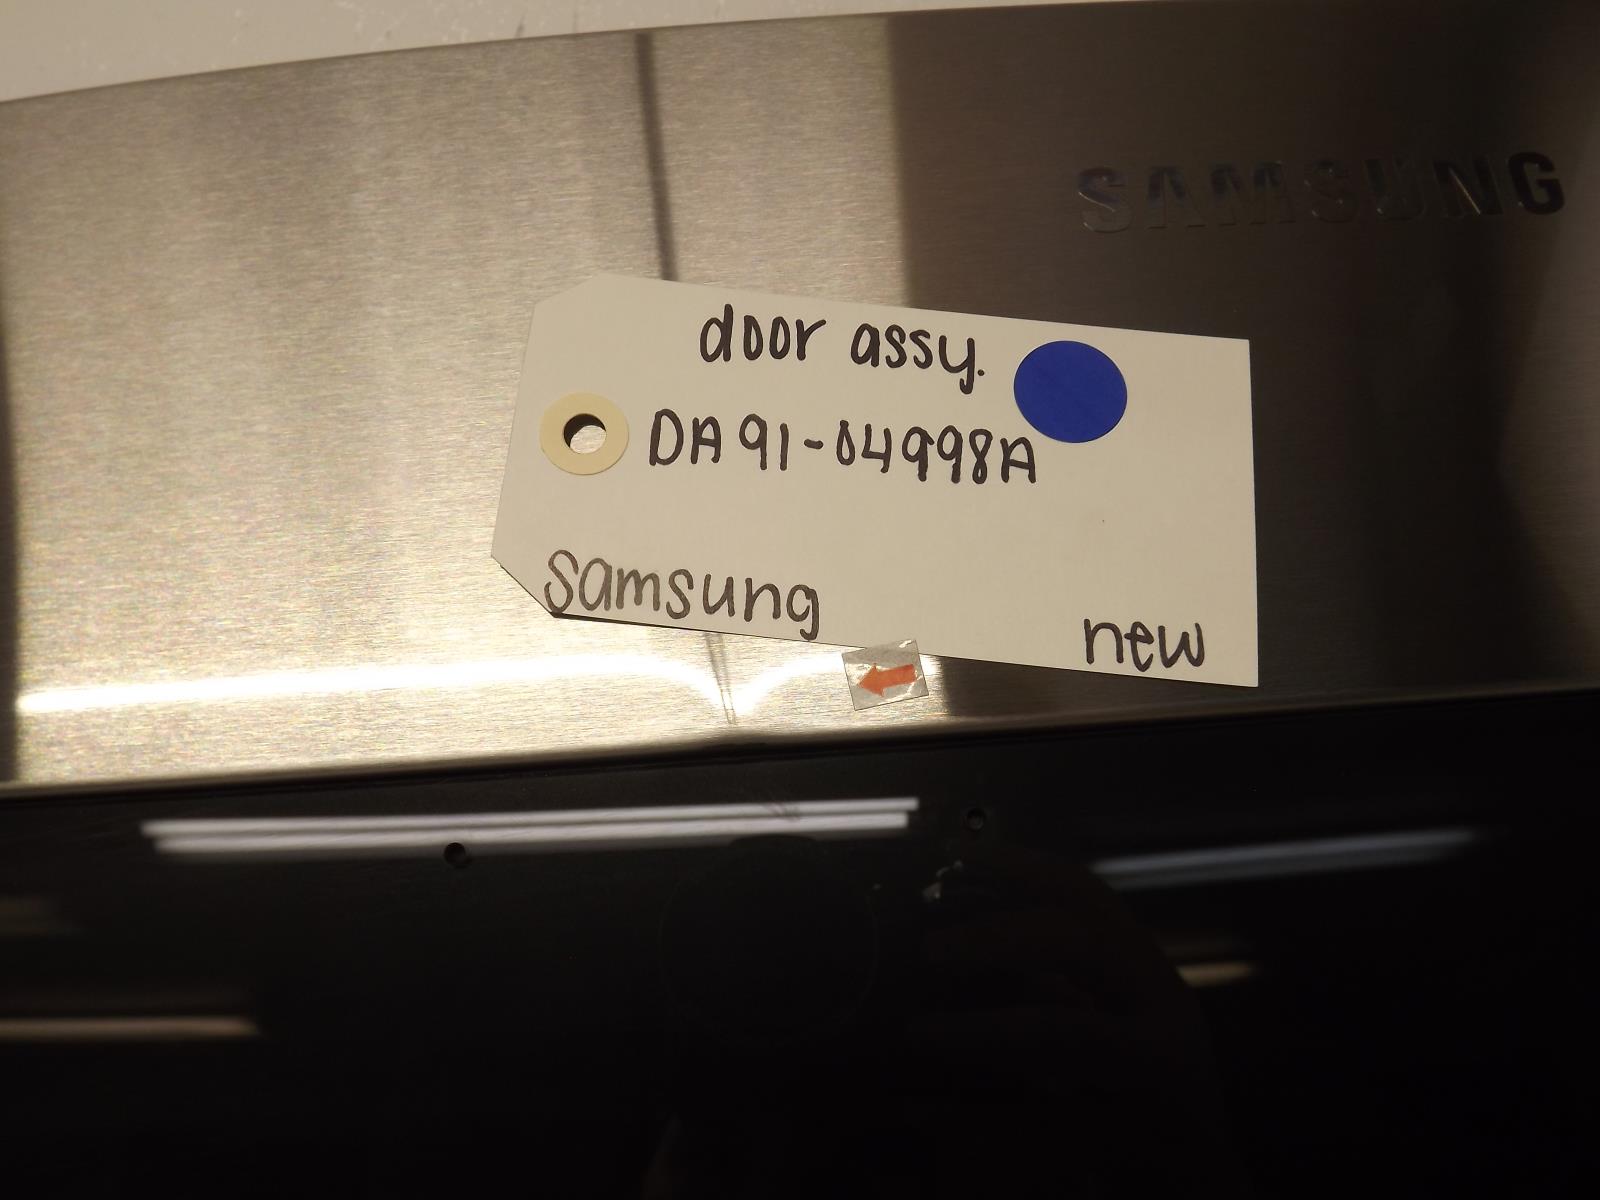 SAMSUNG
door assy.
DA91-04998A
Samsung
new